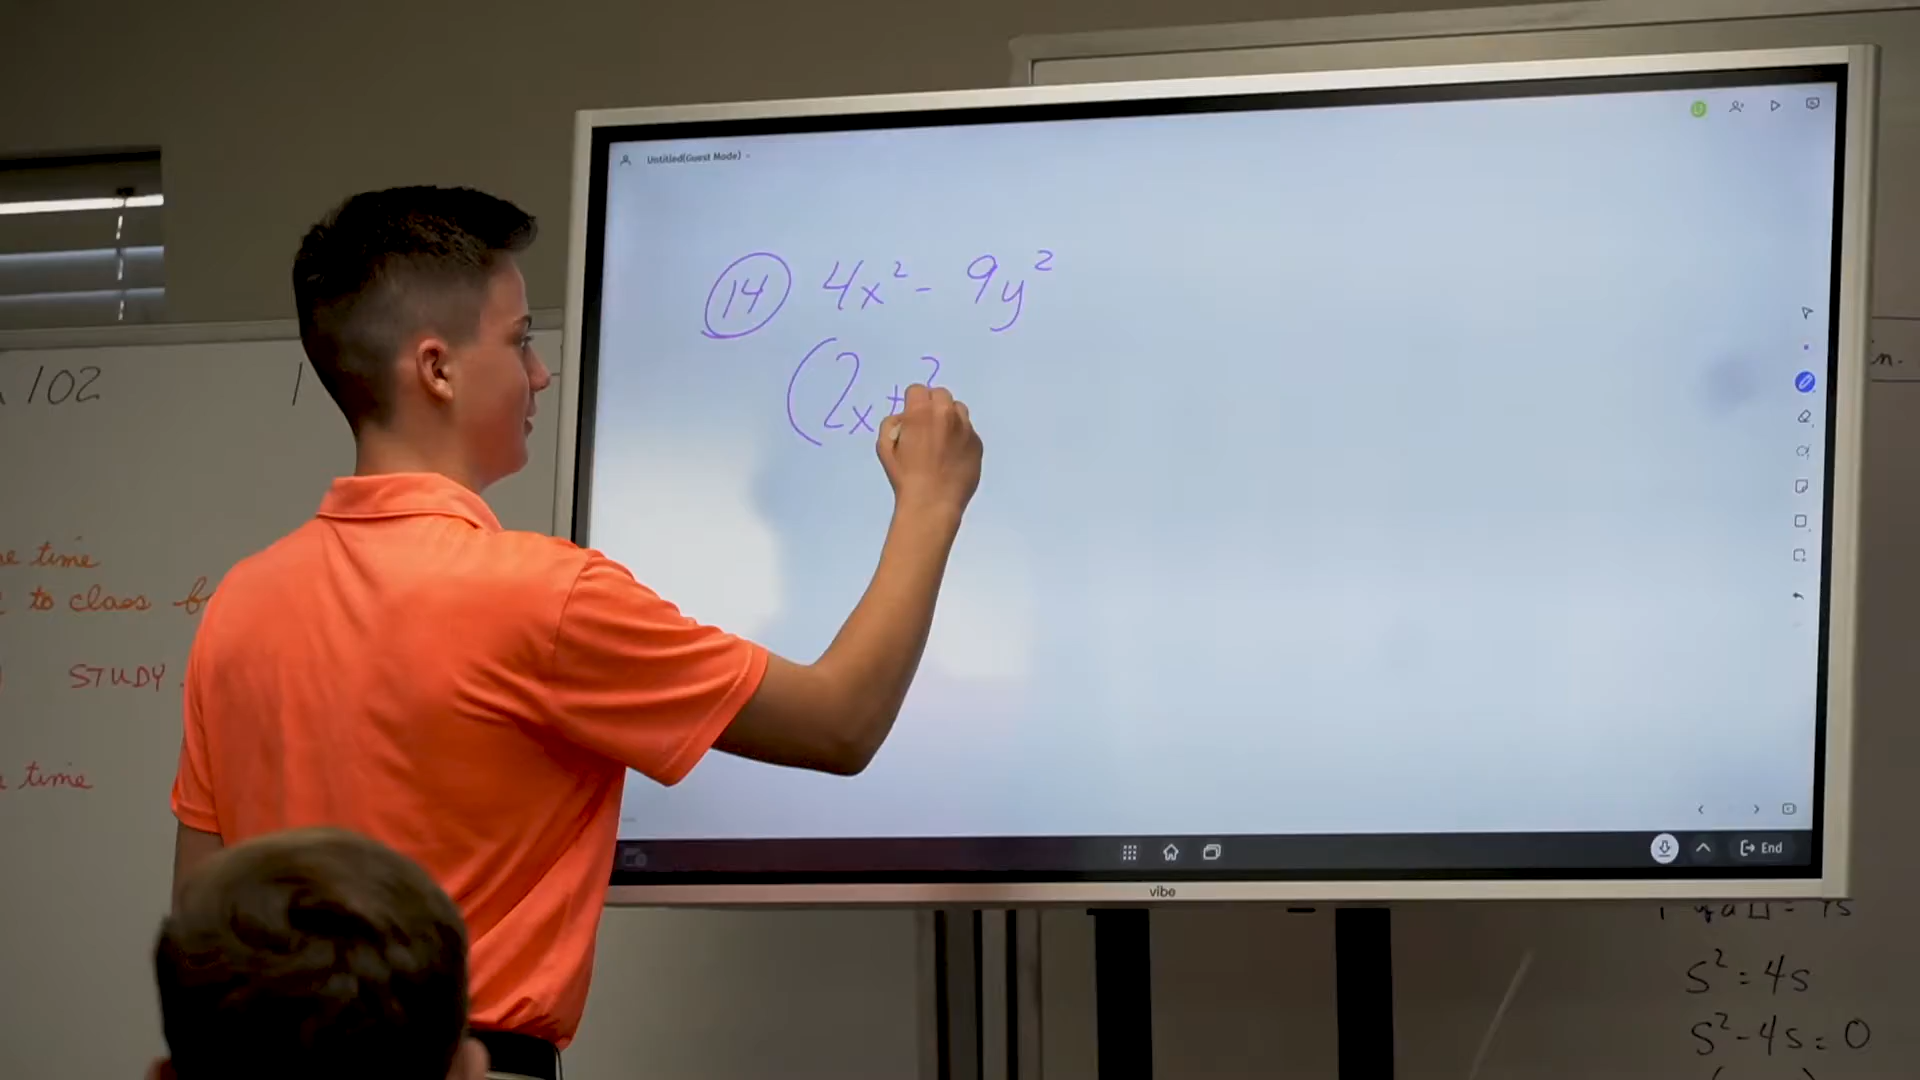 Untitled(Guest Mode)
14 4x² - 9y²
(2x +
102
time
to class
STUDY
time
End
vibe
s² = 4s
s² - 4s = 0